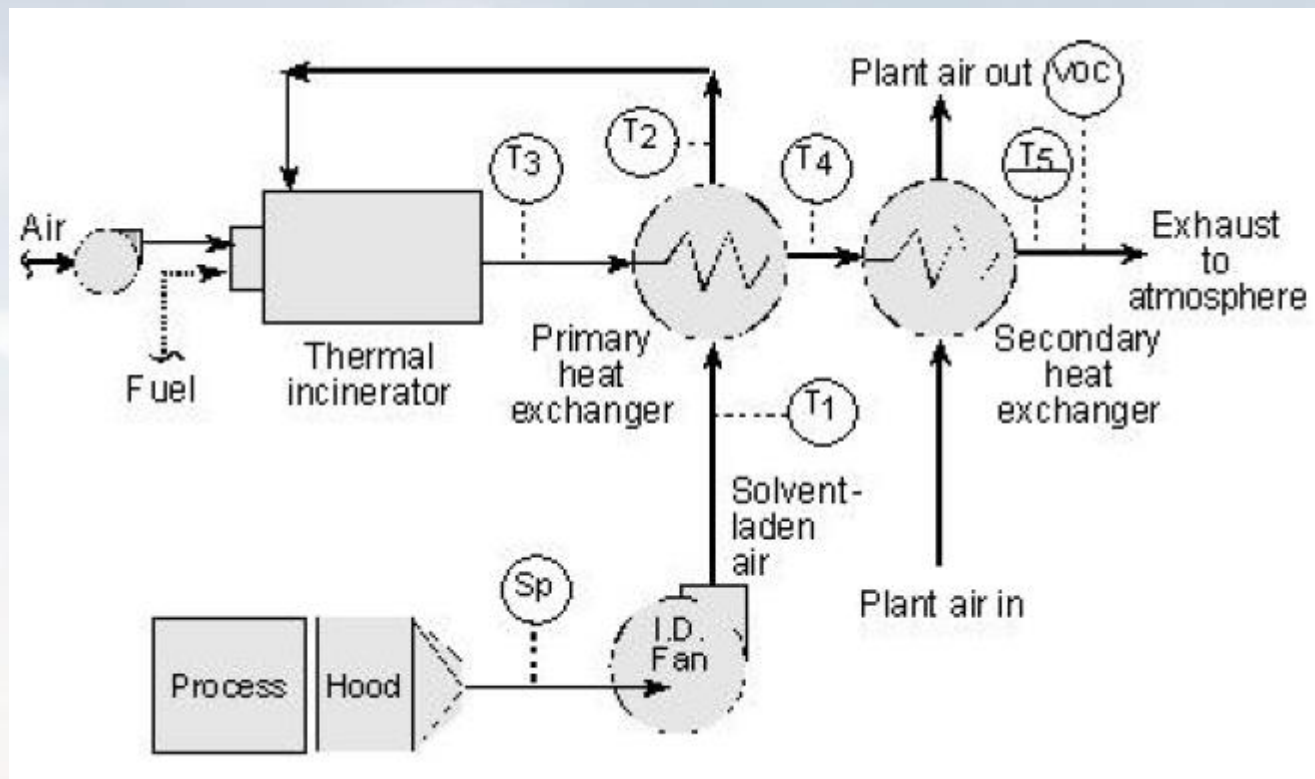 Plant air out
VOC
T2
T3
T4
T5
Air
Exhaust
to
atmosphere
Thermal
incinerator
Primary
heat
exchanger
Secondary
heat
exchanger
Fuel
T1
Solvent-
laden
air
Sp
Plant air in
I.D.
Fan
Process
Hood